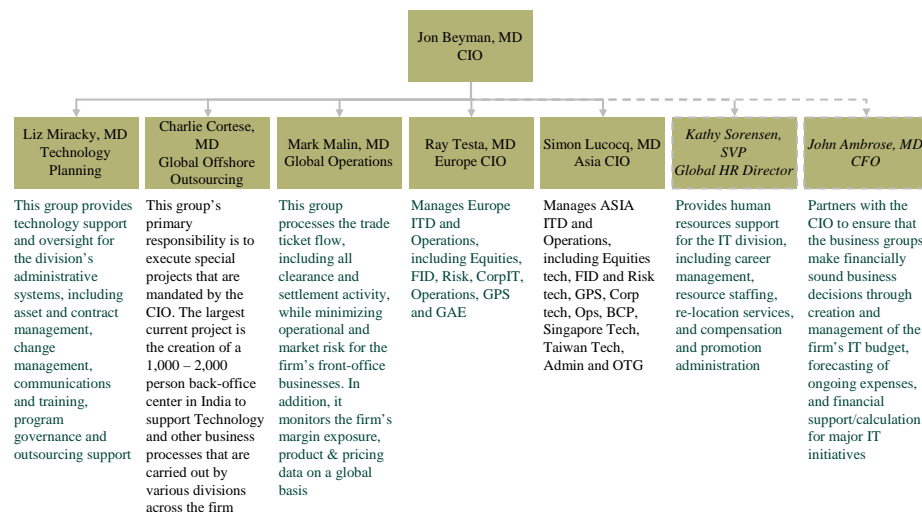 Jon Beyman, MD
CIO
Liz Miracky, MD
Technology
Planning
Charlie Cortese,
MD
Global Offshore
Outsourcing
Mark Malin, MD
Global Operations
Ray Testa, MD
Europe CIO
Simon Lucocq, MD
Asia CIO
Kathy Sorensen,
SVP
Global HR Director
John Ambrose, MD
CFO
This group provides
technology support
and oversight for
the division’s
administrative
systems, including
asset and contract
management,
change
management,
communications
and training,
program
governance and
outsourcing support
This group’s
primary
responsibility is to
execute special
projects that are
mandated by the
CIO. The largest
current project is
the creation of a
1,000 – 2,000
person back-office
center in India to
support Technology
and other business
processes that are
carried out by
various divisions
across the firm
This group
processes the trade
ticket flow,
including all
clearance and
settlement activity,
while minimizing
operational and
market risk for the
firm’s front-office
businesses. In
addition, it
monitors the firm’s
margin exposure,
product & pricing
data on a global
basis
Manages Europe
ITD and
Operations,
including Equities,
FID, Risk, CorpIT,
Operations, GPS
and GAE
Manages ASIA
ITD and
Operations,
including Equities
tech, FID and Risk
tech, GPS, Corp
tech, Ops, BCP,
Singapore Tech,
Taiwan Tech,
Admin and OTG
Provides human
resources support
for the IT division,
including career
management,
resource staffing,
re-location services,
and compensation
and promotion
administration
Partners with the
CIO to ensure that
the business groups
make financially
sound business
decisions through
creation and
management of the
firm’s IT budget,
forecasting of
ongoing expenses,
and financial
support/calculation
for major IT
initiatives